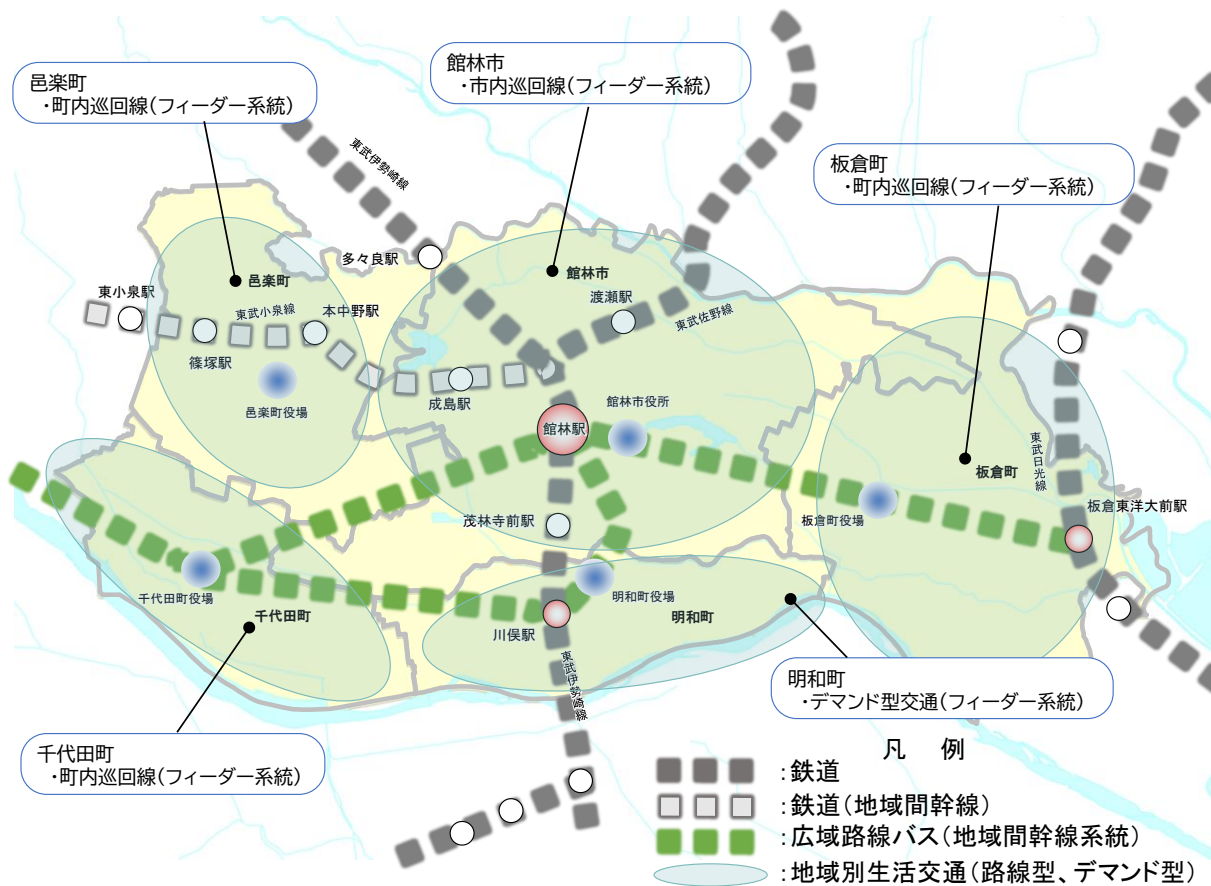 邑楽町
・町内巡回線(フィーダー系統)
館林市
・市内巡回線(フィーダー系統)
板倉町
・町内巡回線(フィーダー系統)
東武伊勢崎線
多々良駅
館林市
邑楽町
東小泉駅
東武小泉線
本中野駅
渡瀬駅
東武佐野線
篠塚駅
成島駅
邑楽町役場
館林市役所
館林駅
東武日光線
板倉町
板倉東洋大前駅
板倉町役場
茂林寺前駅
千代田町役場
明和町役場
千代田町
川俣駅
明和町
東武伊勢崎線
明和町
・デマンド型交通(フィーダー系統)
千代田町
・町内巡回線(フィーダー系統)
凡 例
:鉄道
:鉄道(地域間幹線)
:広域路線バス(地域間幹線系統)
:地域別生活交通(路線型、デマンド型)